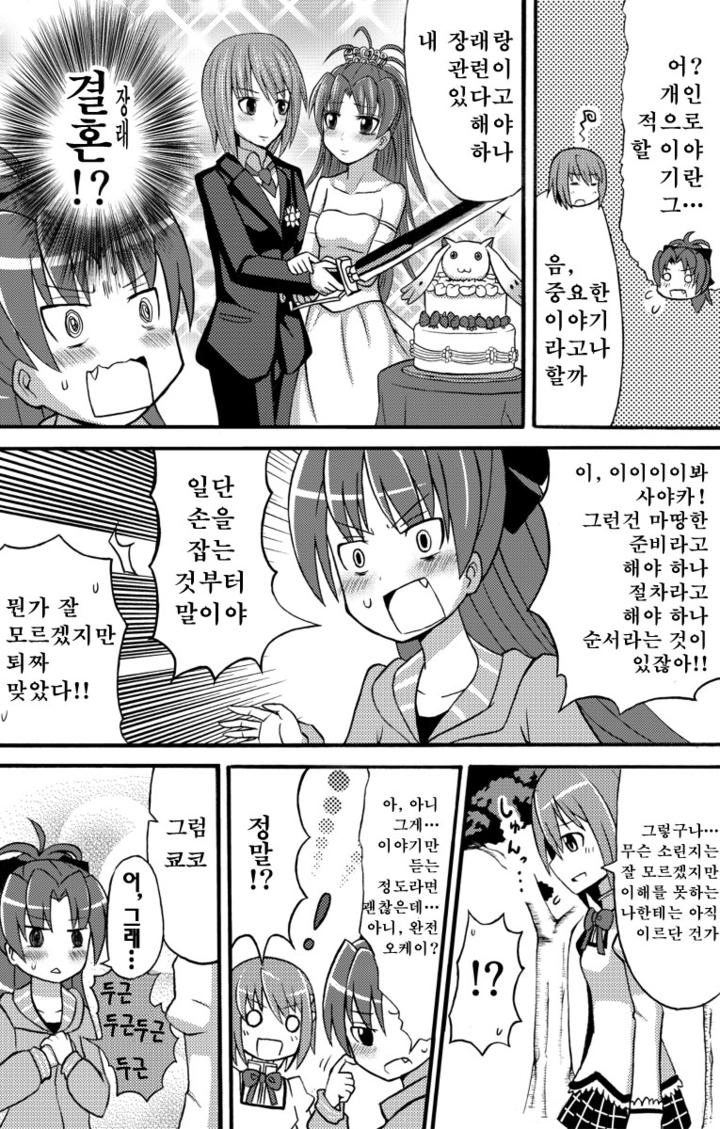 어?
개인
적으로
할 이야
기란
그…
음,
중요한
이야기
라고나
할까
내 장래랑
관련이
있다고
해야
하나
장래
결혼
!?
이, 이이이이봐
사야카!
그런건 마땅한
준비라고
해야 하나
절차라고
해야 하나
순서라는 것이
있잖아!!
일단
손을
잡는
것부터
말이야
뭔가 잘
모르겠지만
퇴짜
맞았다!!
그렇구나…
무슨 소린지는
잘 모르겠지만
이해를 못하는
나한테는 아직
이르단 건가
しゅんっ…
!?
아, 아니
그게…
이야기만
듣는
정도라면
괜찮은데…
아니, 완전
오케이?
!
정말!?
그럼
쿄코
어, 그래…
두근
두근두근
두근